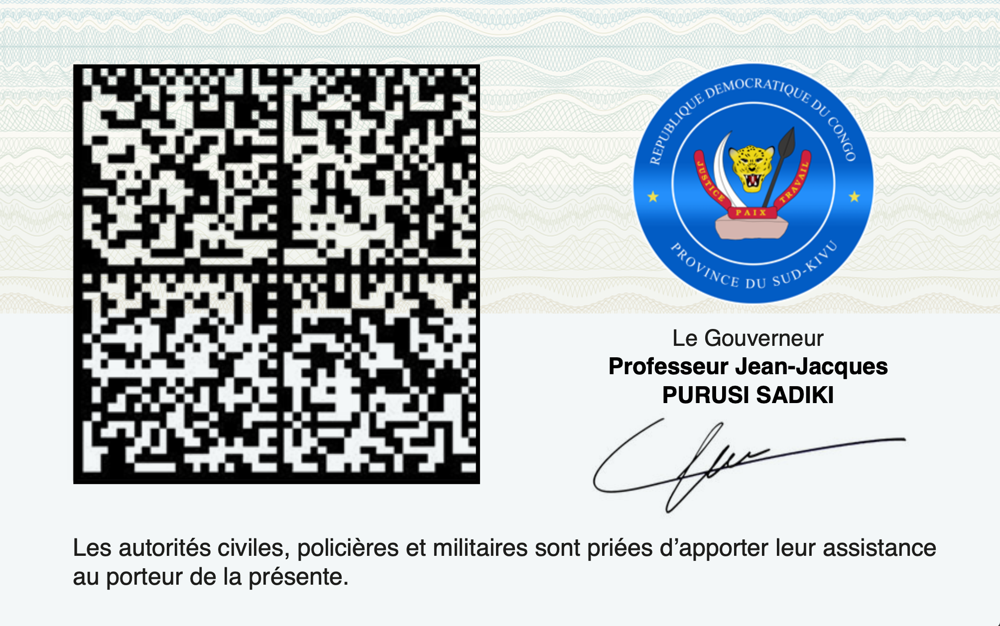 REPUBLIQUE DEMOCRATIQUE DU CONGO
JUSTICE
PAIX
TRAVAIL
PROVINCE DU SUD-KIVU
Le Gouverneur
Professeur Jean-Jacques
PURUSI SADIKI
Les autorités civiles, policières et militaires sont priées d’apporter leur assistance
au porteur de la présente.